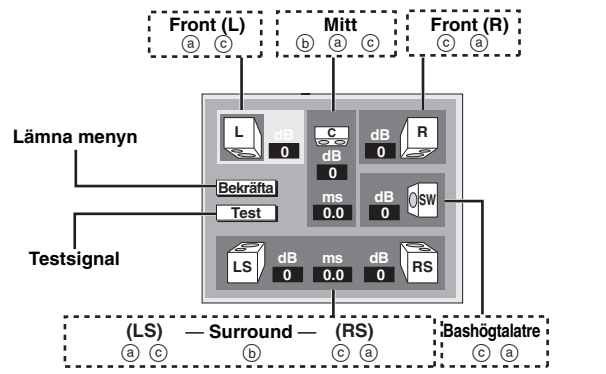 Front (L) Mitt Front (R)
ⓐ ⓒ ⓑ ⓐ ⓒ ⓒ ⓐ
L dB 0
C dB 0
dB 0 R
Lämna menyn
Bekräfta
ms 0.0
dB 0 SW
Test
Testsignal
LS dB 0 ms 0.0 dB 0 RS
(LS) — Surround — (RS) Bashögtalatre
ⓐ ⓒ ⓑ ⓒ ⓐ ⓒ ⓐ